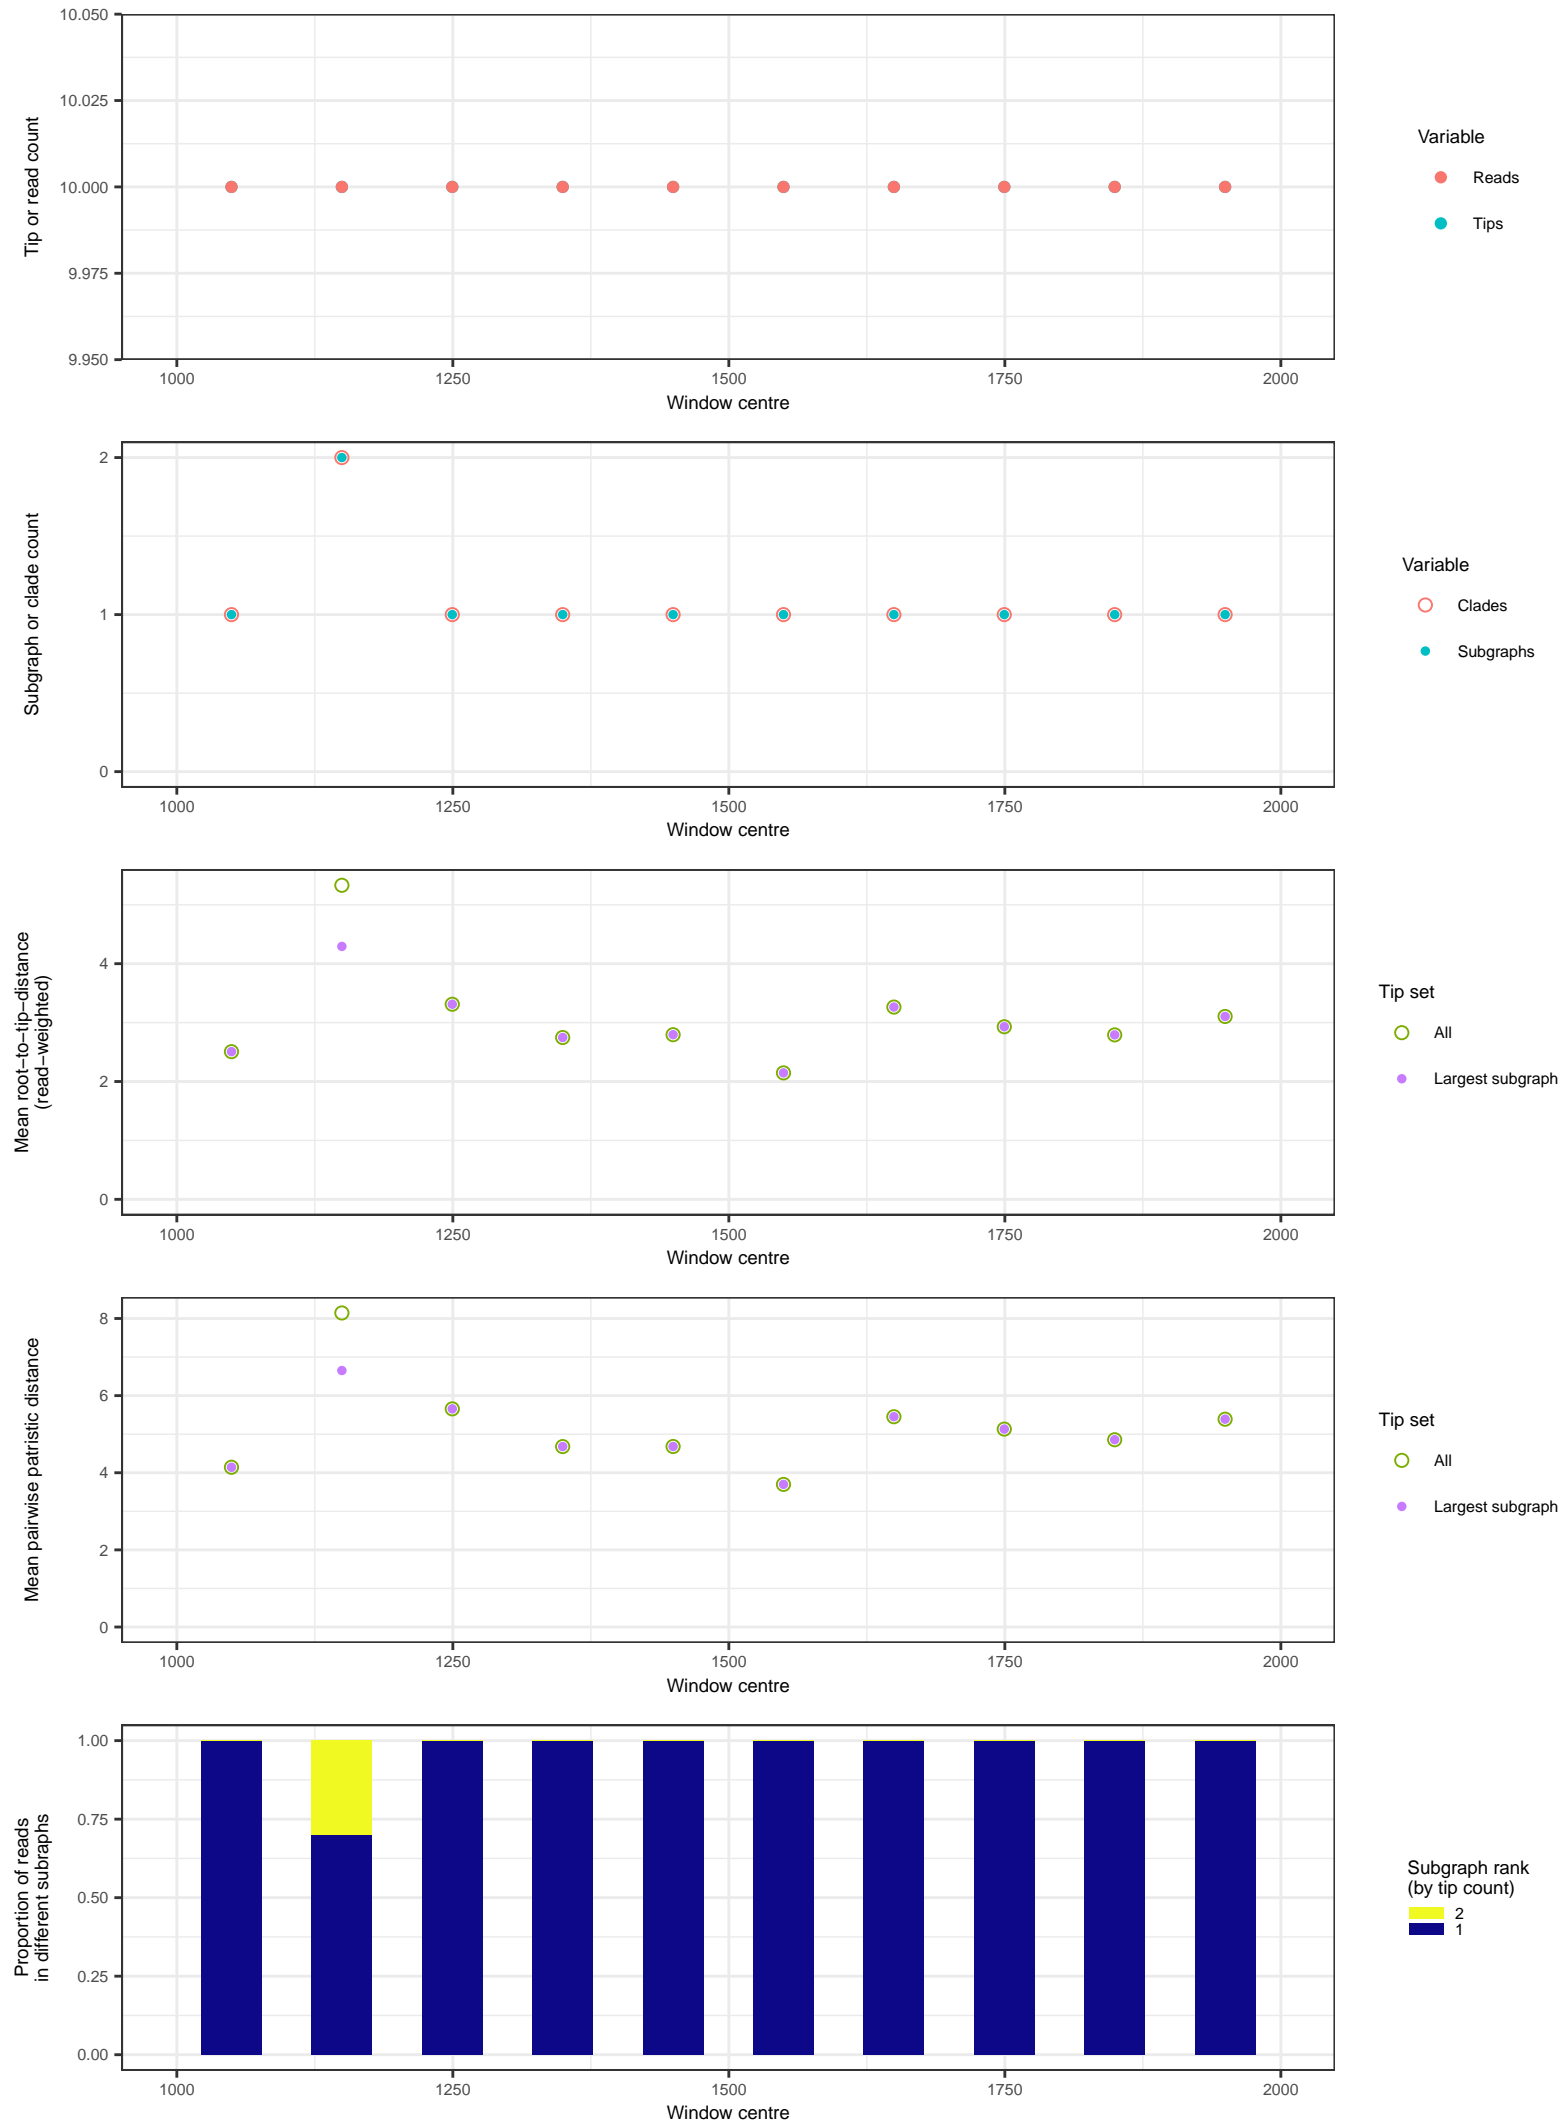 10.050
10.025
10.000
9.975
9.950
Tip or read count
1000 1250 1500 1750 2000
Window centre
Variable
Reads
Tips
2
1
0
Subgraph or clade count
1000 1250 1500 1750 2000
Window centre
Variable
Clades
Subgraphs
4
2
0
Mean root−to−tip−distance
(read−weighted)
1000 1250 1500 1750 2000
Window centre
Tip set
All
Largest subgraph
8
6
4
2
0
Mean pairwise patristic distance
1000 1250 1500 1750 2000
Window centre
Tip set
All
Largest subgraph
1.00
0.75
0.50
0.25
0.00
Proportion of reads
in different subraphs
1000 1250 1500 1750 2000
Window centre
Subgraph rank
(by tip count)
2
1